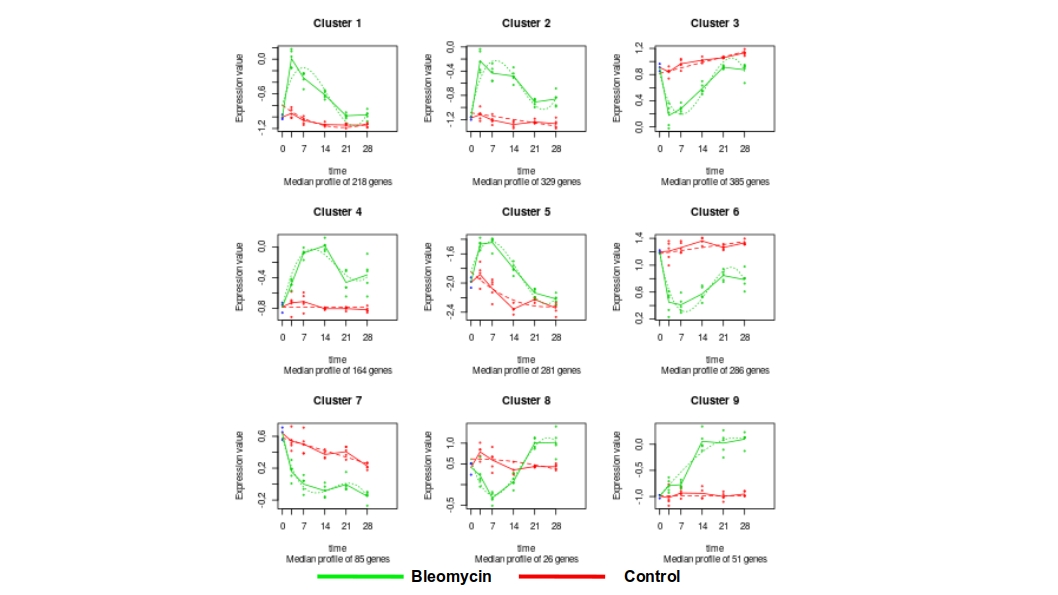 Cluster 1
Cluster 2
Cluster 3
Expression value
0,0
-0.6
-1.2
0 7 14 21 28
time
Median profile of 218 genes
Expression value
0,0
-0.4
-0.8
-1.2
0 7 14 21 28
time
Median profile of 329 genes
Expression value
1.2
0.8
0.4
0.0
0 7 14 21 28
time
Median profile of 385 genes
Cluster 4
Cluster 5
Cluster 6
Expression value
0,0
-0.4
-0.8
0 7 14 21 28
time
Median profile of 164 genes
Expression value
-1.6
-2.0
-2.4
0 7 14 21 28
time
Median profile of 281 genes
Expression value
1.4
1.0
0.6
0.2
0 7 14 21 28
time
Median profile of 286 genes
Cluster 7
Cluster 8
Cluster 9
Expression value
0.6
0.2
-0.2
0 7 14 21 28
time
Median profile of 85 genes
Expression value
1.0
0.5
-0.5
0 7 14 21 28
time
Median profile of 26 genes
Expression value
0.0
-0.5
-1.0
0 7 14 21 28
time
Median profile of 51 genes
Bleomycin
Control